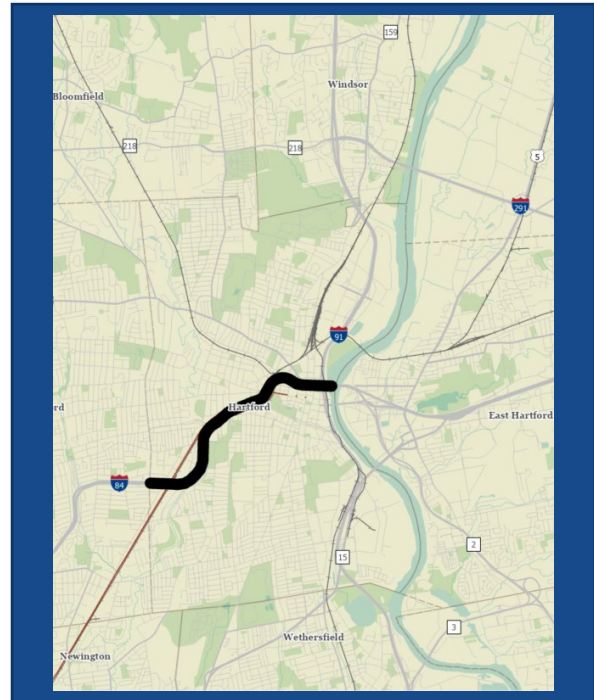 159
Windsor
Bloomfield
218
218
5
291
91
rd
Hartford
East Hartford
84
2
15
3
Wethersfield
Newington